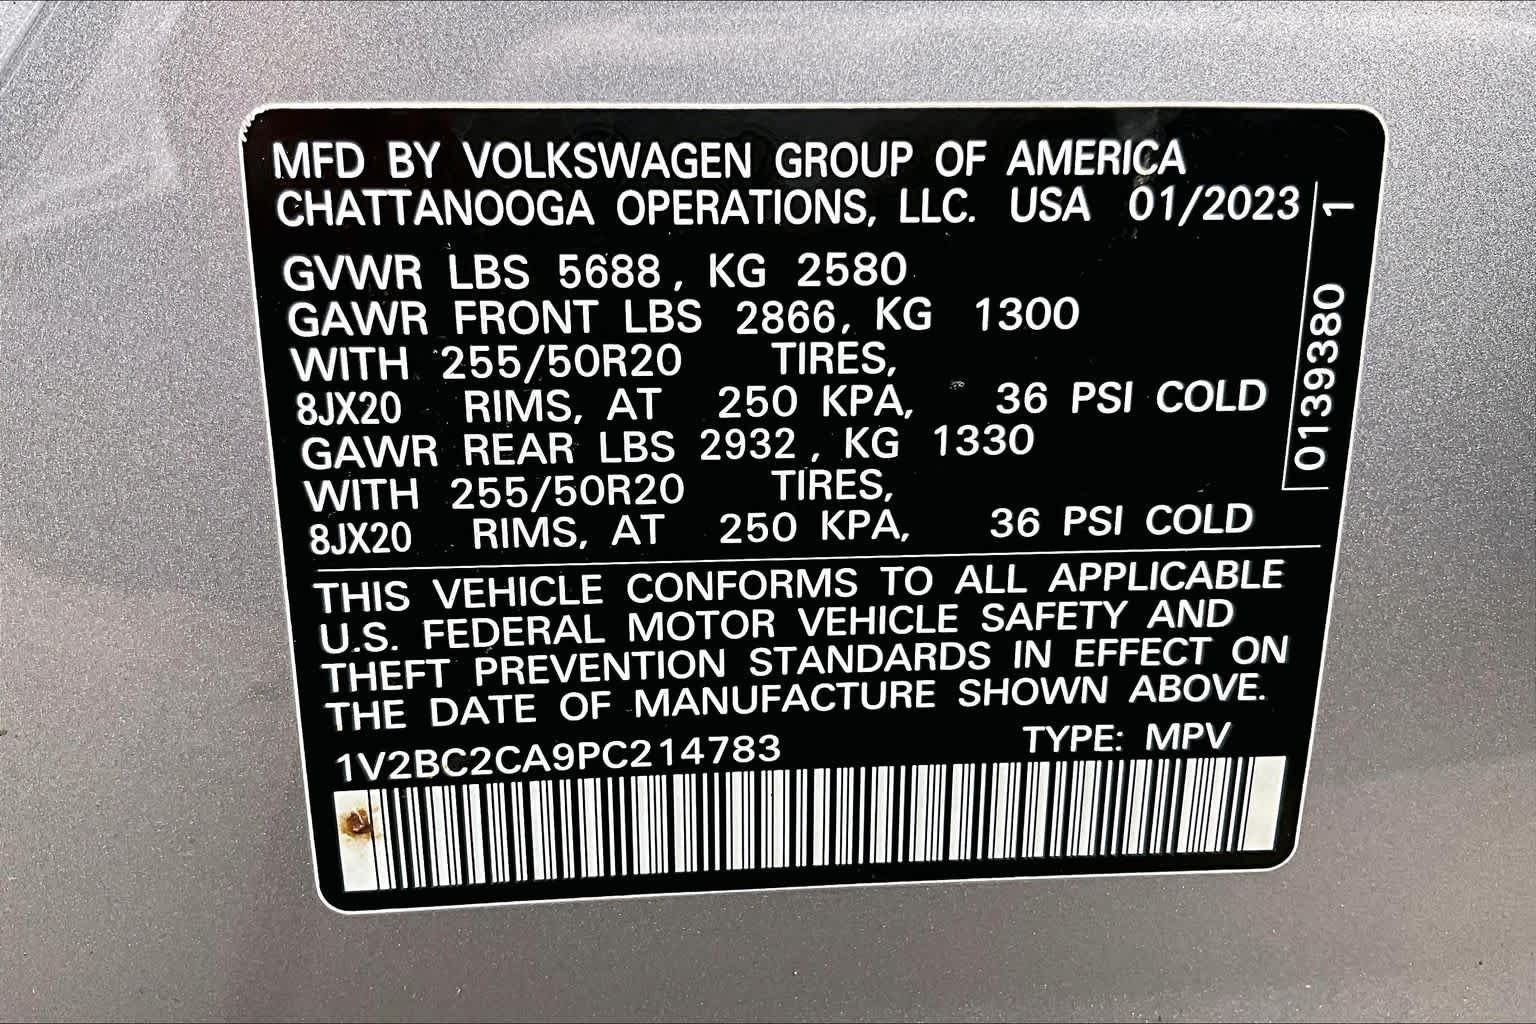 MFD BY VOLKSWAGEN GROUP OF AMERICA
CHATTANOOGA OPERATIONS, LLC. USA 01/2023
GVWR LBS 5688, KG 2580
GAWR FRONT LBS 2866, KG 1300
WITH 255/50R20 TIRES,
8JX20 RIMS, AT 250 KPA, 36 PSI COLD
GAWR REAR LBS 2932, KG 1330
WITH 255/50R20 TIRES,
8JX20 RIMS, AT 250 KPA, 36 PSI COLD
0139380 1
THIS VEHICLE CONFORMS TO ALL APPLICABLE
U.S. FEDERAL MOTOR VEHICLE SAFETY AND
THEFT PREVENTION STANDARDS IN EFFECT ON
THE DATE OF MANUFACTURE SHOWN ABOVE.
1V2BC2CA9PC214783 TYPE: MPV